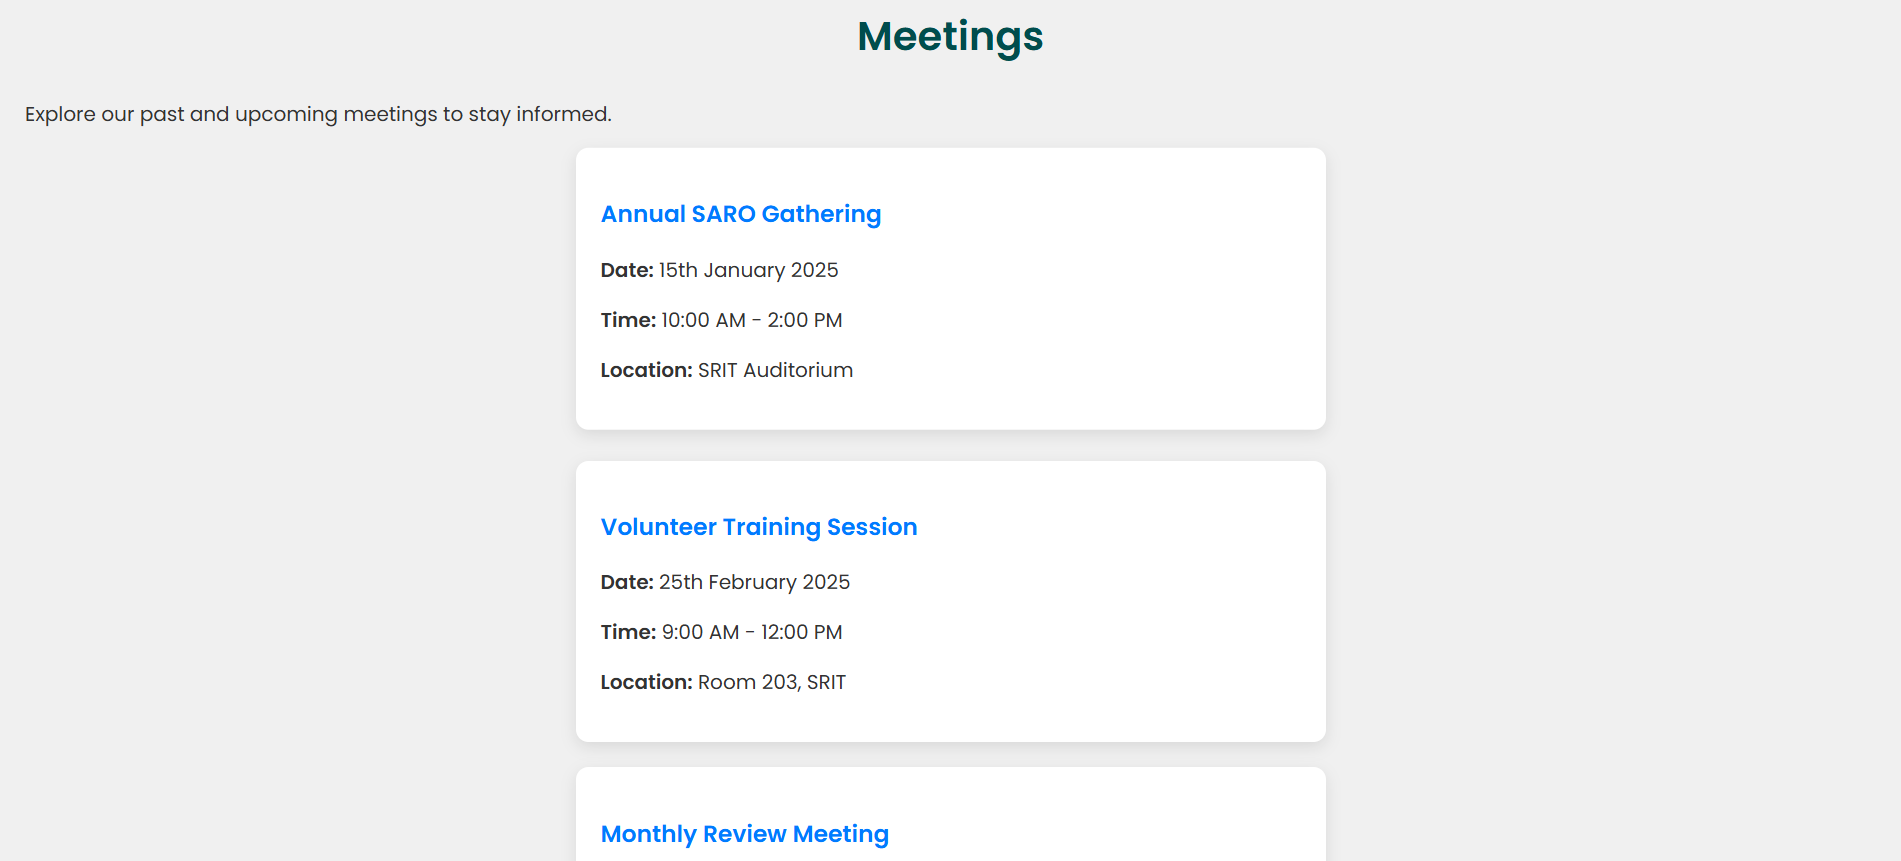 Meetings
Explore our past and upcoming meetings to stay informed.
Annual SARO Gathering
Date: 15th January 2025
Time: 10:00 AM - 2:00 PM
Location: SRIT Auditorium
Volunteer Training Session
Date: 25th February 2025
Time: 9:00 AM - 12:00 PM
Location: Room 203, SRIT
Monthly Review Meeting